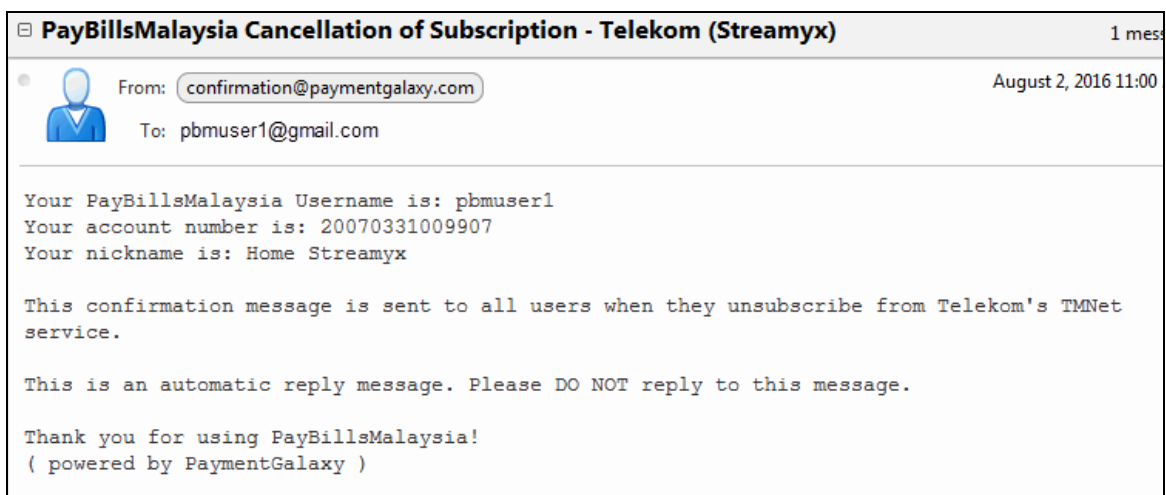 PayBillsMalaysia Cancellation of Subscription - Telekom (Streamyx)
1 mess
From: confirmation@paymentgalaxy.com
August 2, 2016 11:00
To: pbmuser1@gmail.com
Your PayBillsMalaysia Username is: pbmuser1
Your account number is: 20070331009907
Your nickname is: Home Streamyx
This confirmation message is sent to all users when they unsubscribe from Telekom's TMNet
service.
This is an automatic reply message. Please DO NOT reply to this message.
Thank you for using PayBillsMalaysia!
( powered by PaymentGalaxy )